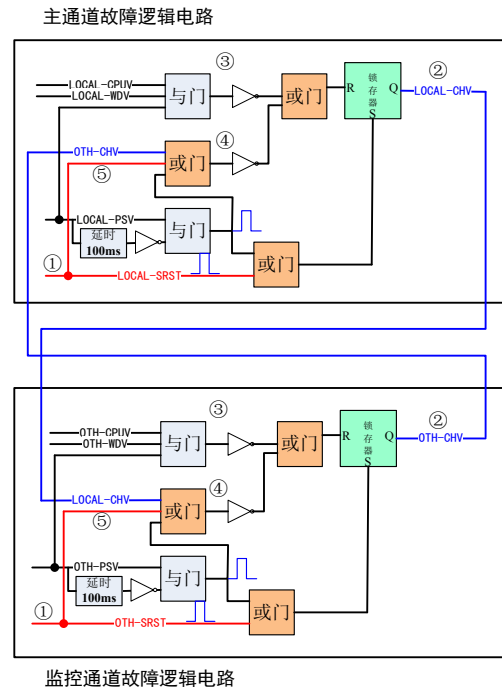 主通道故障逻辑电路
③
②
LOCAL-CPUV
LOCAL-WDV
与门
或门
R
锁存器
Q
S
LOCAL-CHV
④
OTH-CHV
或门
⑤
LOCAL-PSV
与门
延时
100ms
或门
①
LOCAL-SRST
③
②
OTH-CPUV
OTH-WDV
与门
或门
R
锁存器
Q
S
OTH-CHV
④
LOCAL-CHV
或门
⑤
OTH-PSV
与门
延时
100ms
或门
①
OTH-SRST
监控通道故障逻辑电路